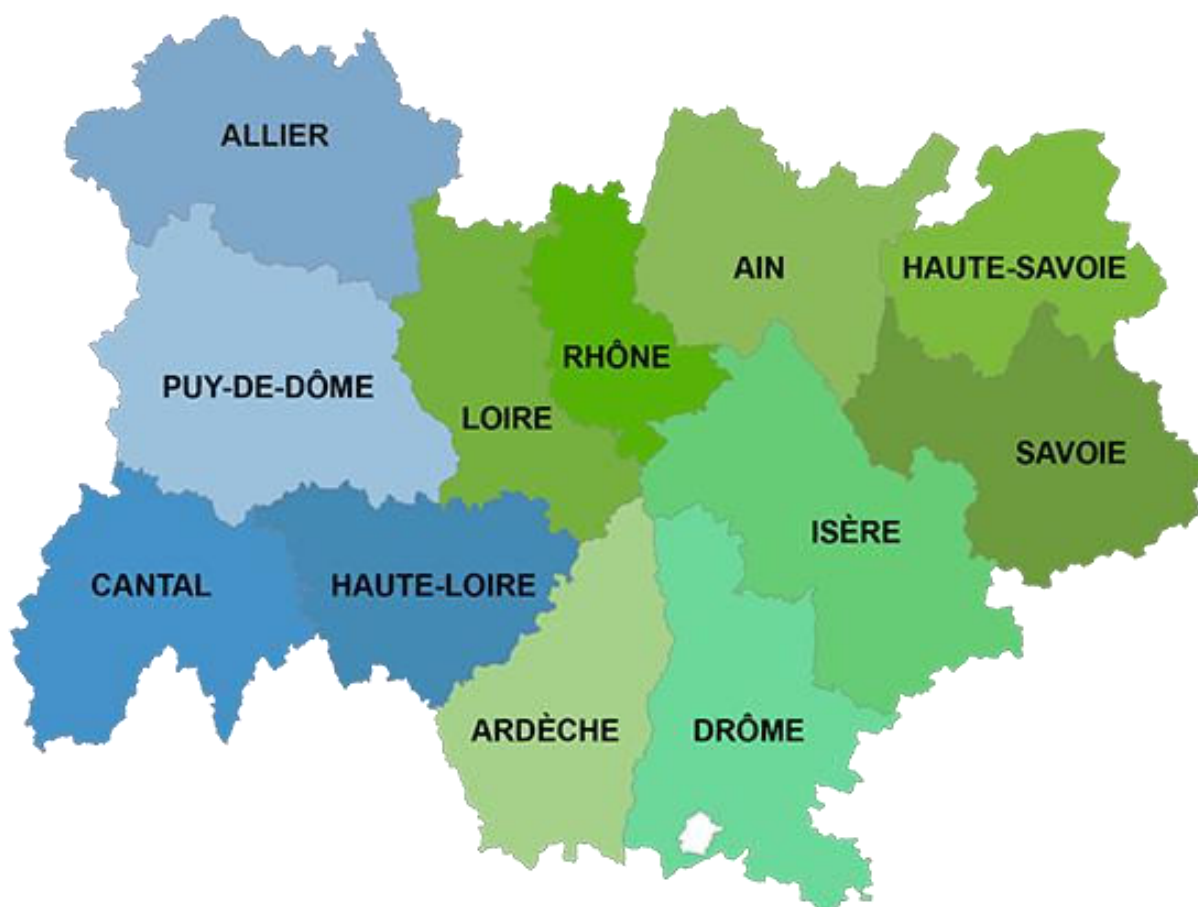 ALLIER
AIN
HAUTE-SAVOIE
RHÔNE
PUY-DE-DÔME
LOIRE
SAVOIE
ISÈRE
CANTAL
HAUTE-LOIRE
ARDÈCHE
DRÔME